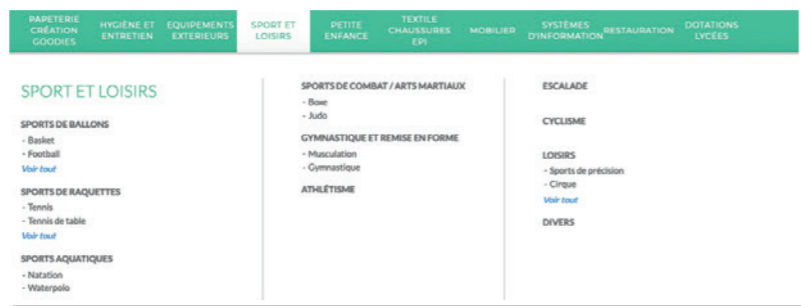 PAPETERIE
CRÉATION
GOODIES
HYGIÈNE ET
ENTRETIEN
EQUIPEMENTS
EXTERIEURS
SPORT ET
LOISIRS
PETITE
ENFANCE
TEXTILE
CHAUSSURES
EPI
MOBILIER
SYSTÈMES
D'INFORMATION
RESTAURATION
DOTATIONS
LYCÉES
SPORT ET LOISIRS
SPORTS DE BALLONS
- Basket
- Football
Voir tout
SPORTS DE RAQUETTES
- Tennis
- Tennis de table
Voir tout
SPORTS AQUATIQUES
- Natation
- Waterpolo
SPORTS DE COMBAT / ARTS MARTIAUX
- Boxe
- Judo
GYMNASTIQUE ET REMISE EN FORME
- Musculation
- Gymnastique
ATHLÉTISME
ESCALADE
CYCLISME
LOISIRS
- Sports de précision
- Cirque
Voir tout
DIVERS